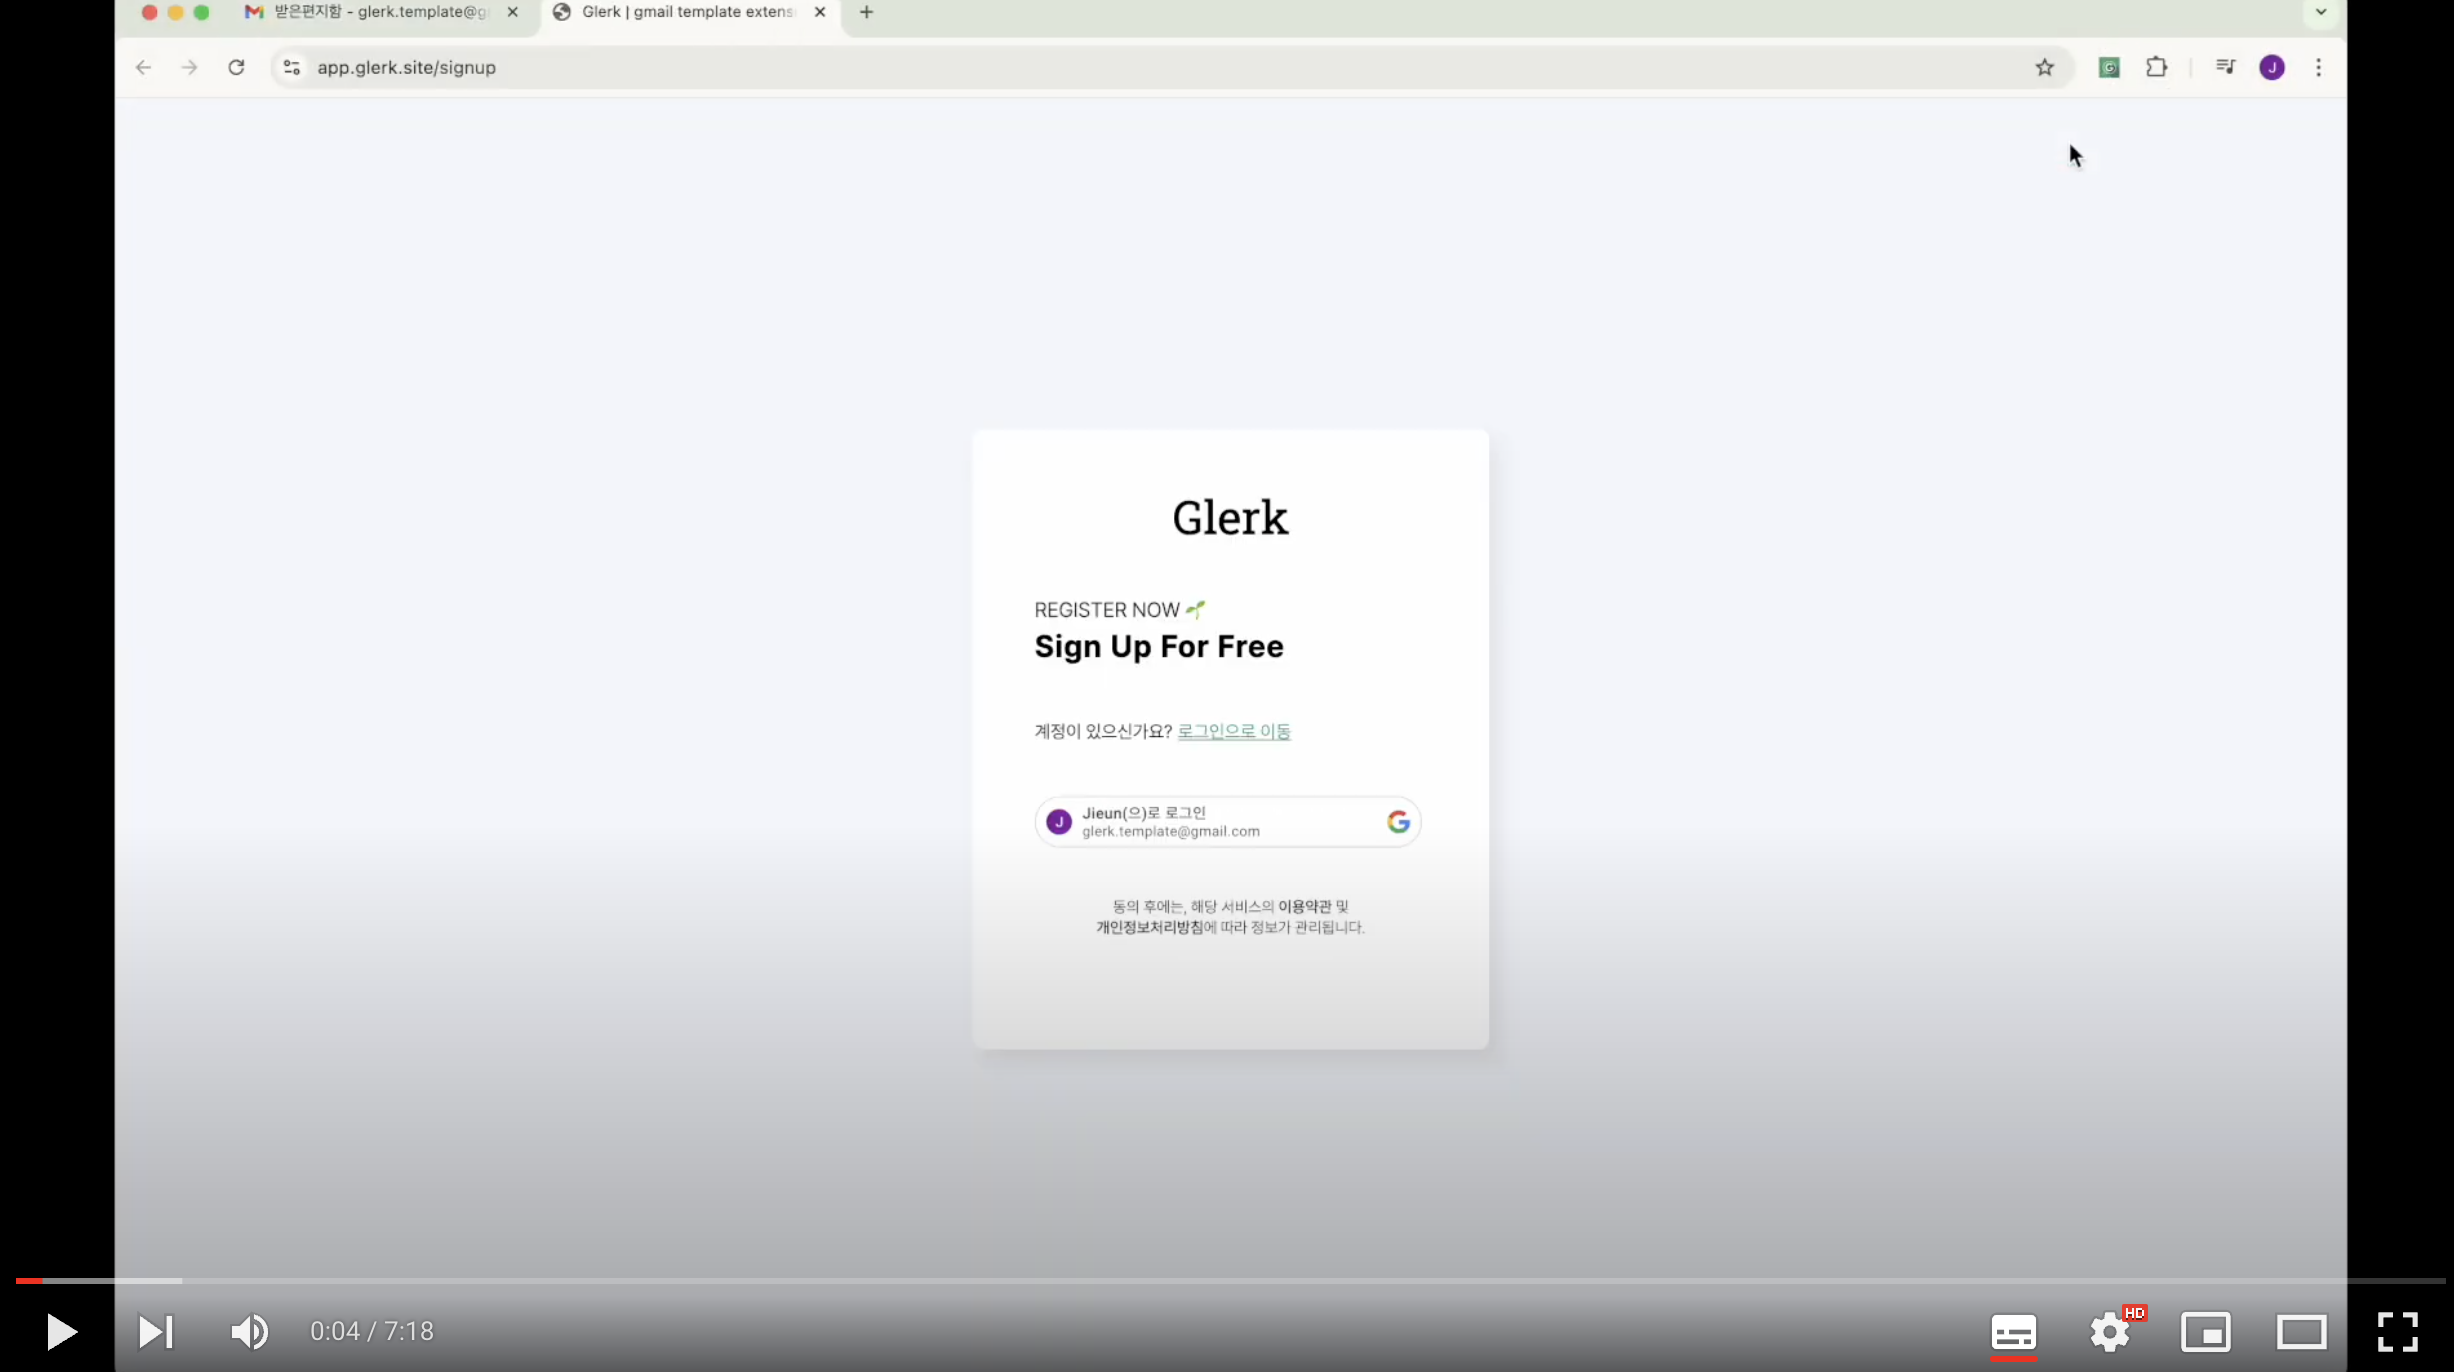 받은편지함 - glerk.template@g
Glerk | gmail template extens
app.glerk.site/signup
J
Glerk
REGISTER NOW
Sign Up For Free
계정이 있으신가요? 로그인으로 이동
J
Jieun(으)로 로그인
glerk.template@gmail.com
동의 후에는, 해당 서비스의 이용약관 및
개인정보처리방침에 따라 정보가 관리됩니다.
0:04 / 7:18
HD